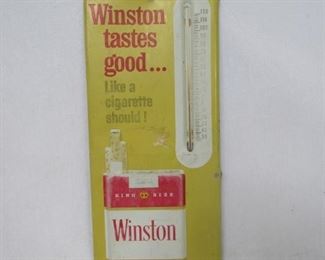 Winston
tastes
good...
Like a
cigarette
should!
KING SIZE
Winston